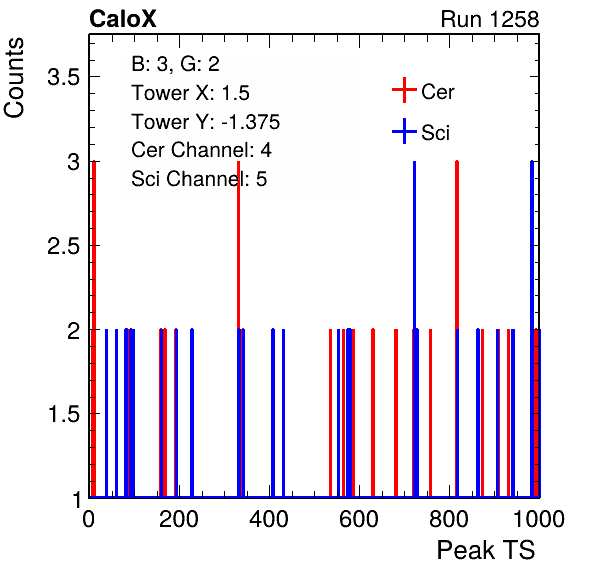 CaloX Run 1258
Counts
3.5
3
2.5
2
1.5
1
B: 3, G: 2
Tower X: 1.5
Tower Y: -1.375
Cer Channel: 4
Sci Channel: 5
Cer
Sci
0 200 400 600 800 1000
Peak TS